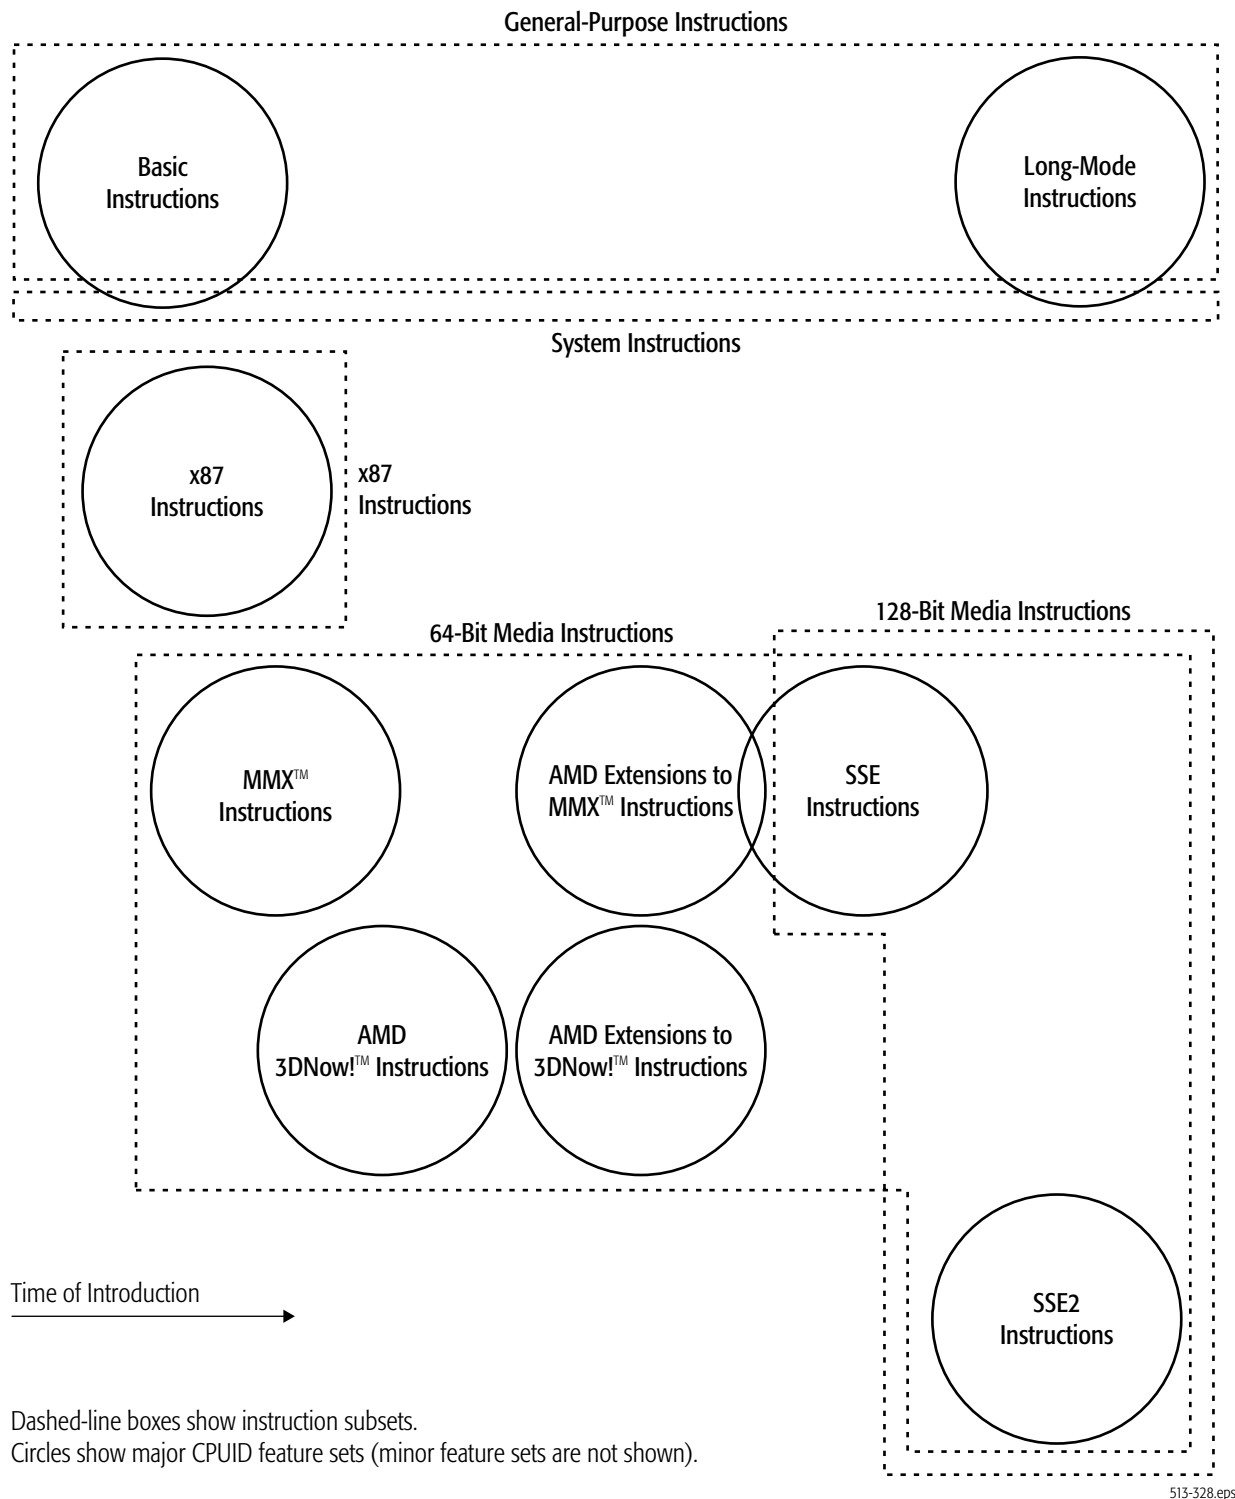 General-Purpose Instructions
Basic
Instructions
Long-Mode
Instructions
System Instructions
x87
Instructions
x87
Instructions
128-Bit Media Instructions
64-Bit Media Instructions
MMX™
Instructions
AMD Extensions to
MMX™ Instructions
SSE
Instructions
AMD
3DNow!™ Instructions
AMD Extensions to
3DNow!™ Instructions
Time of Introduction
SSE2
Instructions
Dashed-line boxes show instruction subsets.
Circles show major CPUID feature sets (minor feature sets are not shown).
513-328.eps